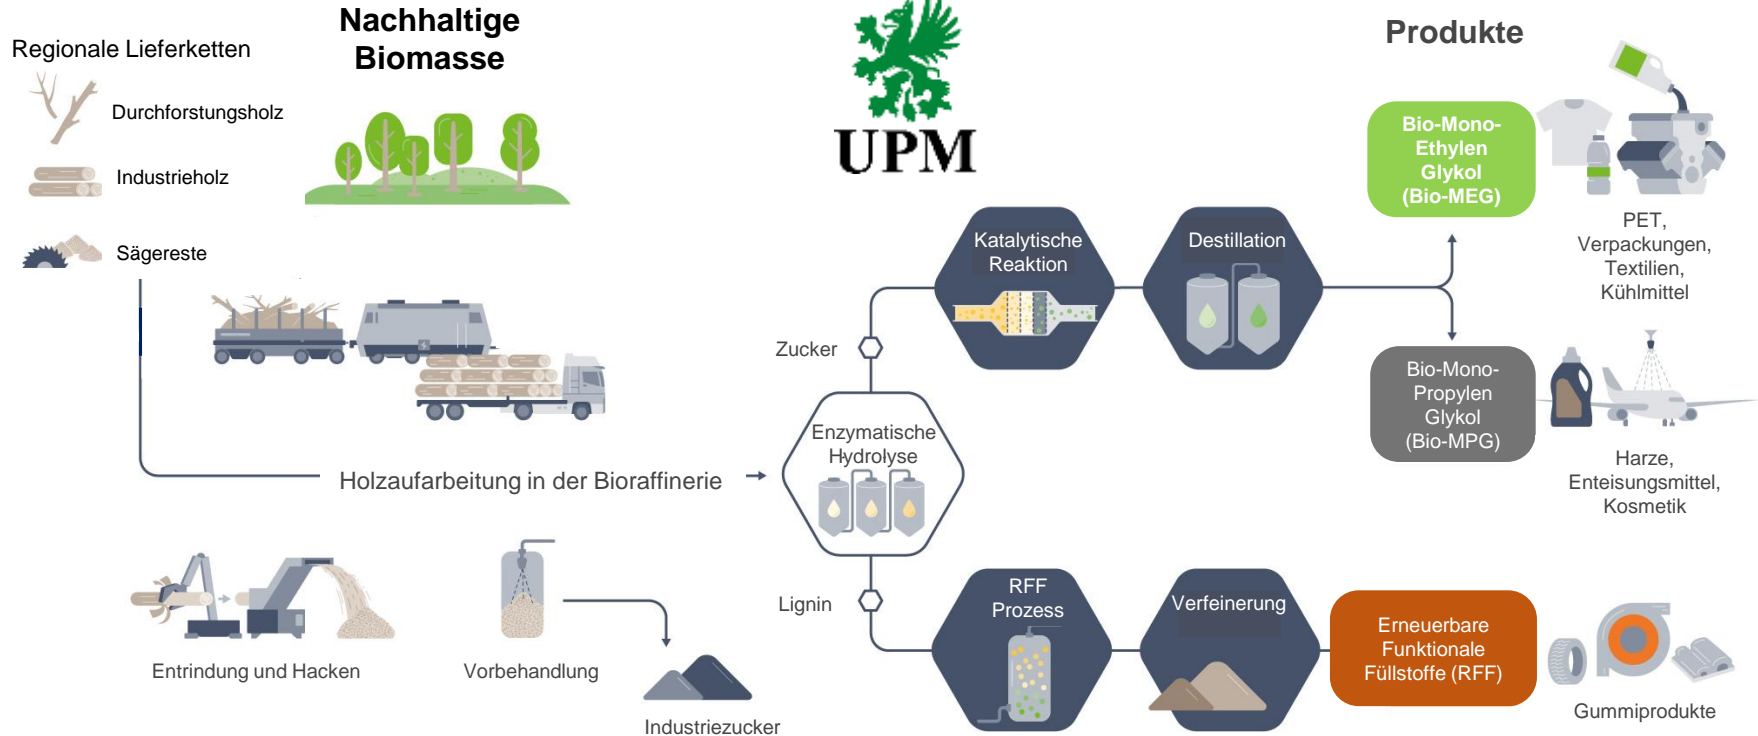 Nachhaltige
Biomasse
Regionale Lieferketten
Durchforstungsholz
Industrieholz
Sägereste
UPM
Produkte
Bio-Mono-
Ethylen
Glykol
(Bio-MEG)
PET,
Verpackungen,
Textilien,
Kühlmittel
Katalytische
Reaktion
Destillation
Zucker
Bio-Mono-
Propylen
Glykol
(Bio-MPG)
Harze,
Enteisungsmittel,
Kosmetik
Enzymatische
Hydrolyse
Holzaufarbeitung in der Bioraffinerie
Lignin
RFF
Prozess
Verfeinerung
Erneuerbare
Funktionale
Füllstoffe (RFF)
Gummiprodukte
Entrindung und Hacken
Vorbehandlung
Industriezucker